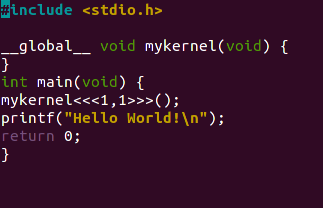 #include <stdio.h>
__global__ void mykernel(void) {
}
int main(void) {
mykernel<<<1,1>>>();
printf("Hello World!\n");
return 0;
}